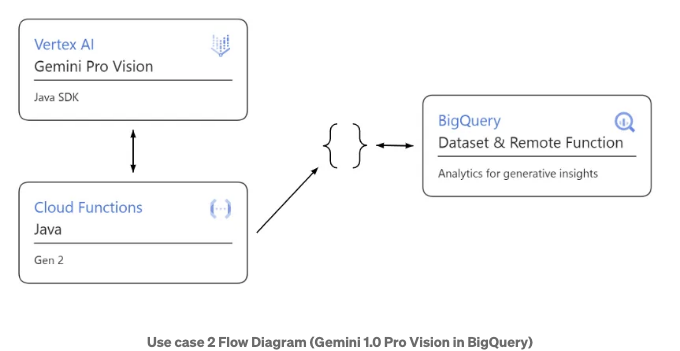 Vertex AI
Gemini Pro Vision
Java SDK
Cloud Functions
Java
Gen 2
{ }
BigQuery
Dataset & Remote Function
Analytics for generative insights
Use case 2 Flow Diagram (Gemini 1.0 Pro Vision in BigQuery)